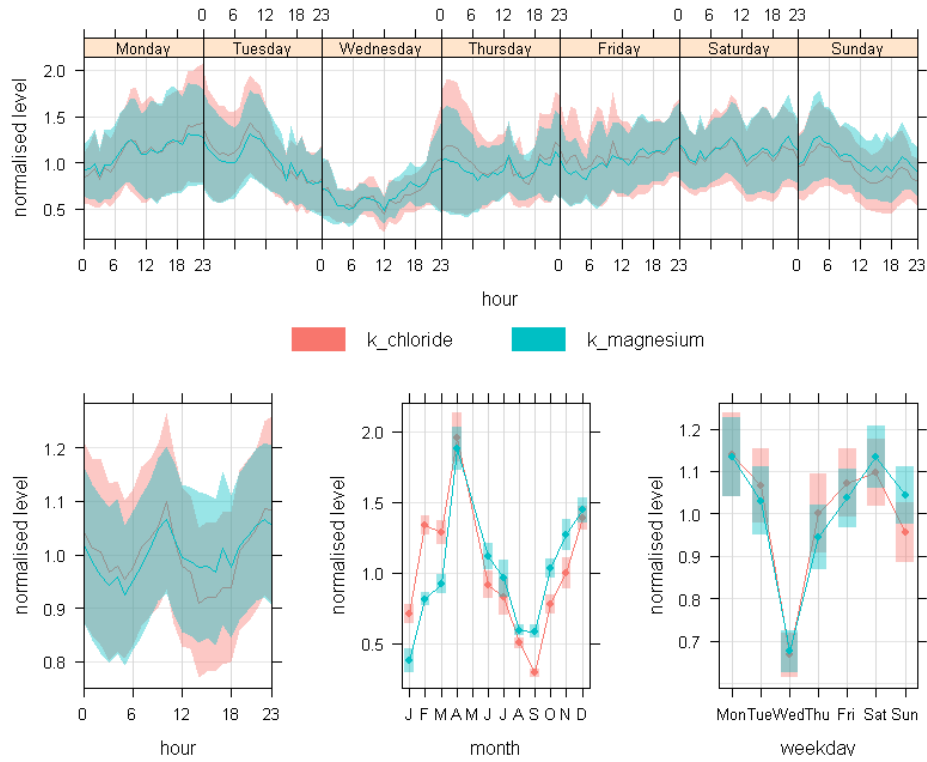 0 6 12 18 23 0 6 12 18 23 0 6 12 18 23
Monday Tuesday Wednesday Thursday Friday Saturday Sunday
2.0
1.5
1.0
0.5
normalised level
0 6 12 18 23 0 6 12 18 23 0 6 12 18 23 0 6 12 18 23
hour
k_chloride k_magnesium
1.2
1.1
1.0
0.9
0.8
normalised level
0 6 12 18 23
hour
2.0
1.5
1.0
0.5
normalised level
J F M A M J J A S O N D
month
1.2
1.1
1.0
0.9
0.8
0.7
normalised level
Mon Tue Wed Thu Fri Sat Sun
weekday